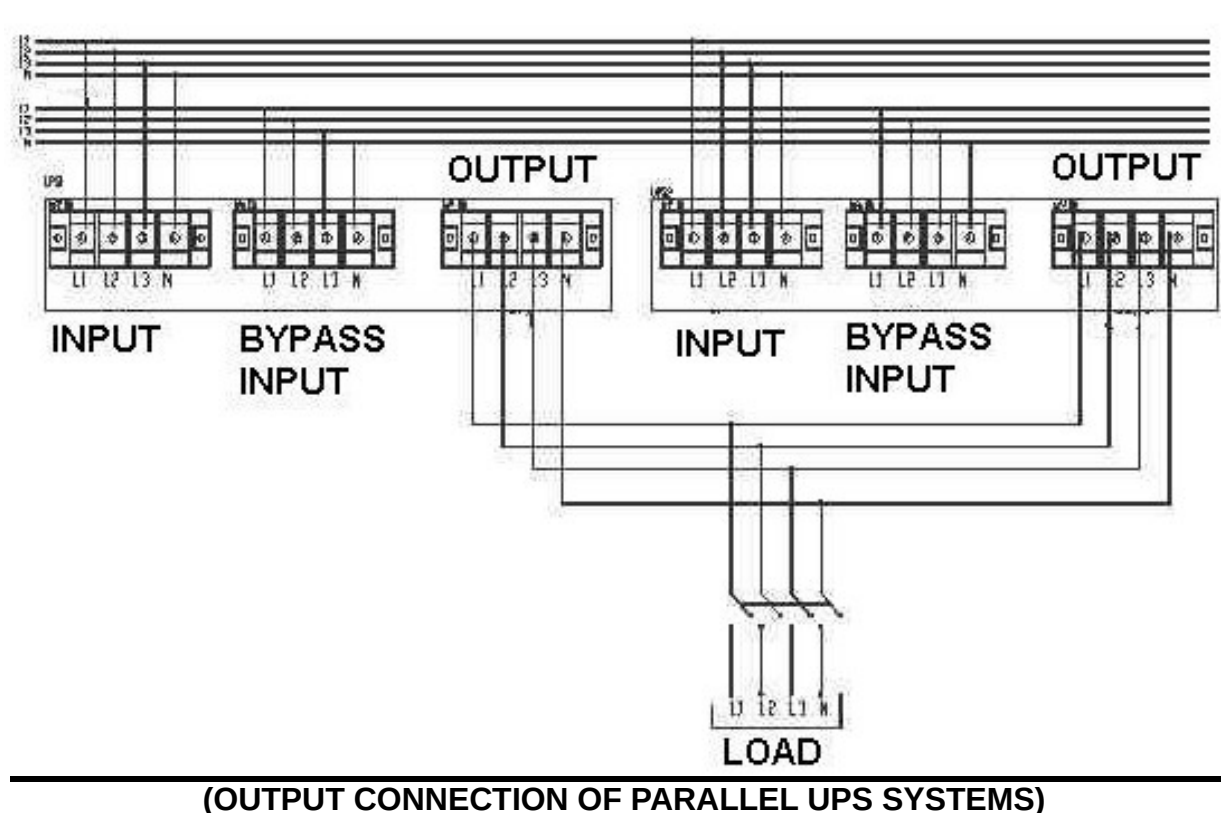 N
N
OUTPUT
OUTPUT
L1 L2 L3 N
L1 L2 L3 N
L1 L2 L3 N
L1 L2 L3 N
L1 L2 L3 N
L1 L2 L3 N
INPUT
BYPASS
INPUT
INPUT
BYPASS
INPUT
L1 L2 L3 N
LOAD
(OUTPUT CONNECTION OF PARALLEL UPS SYSTEMS)